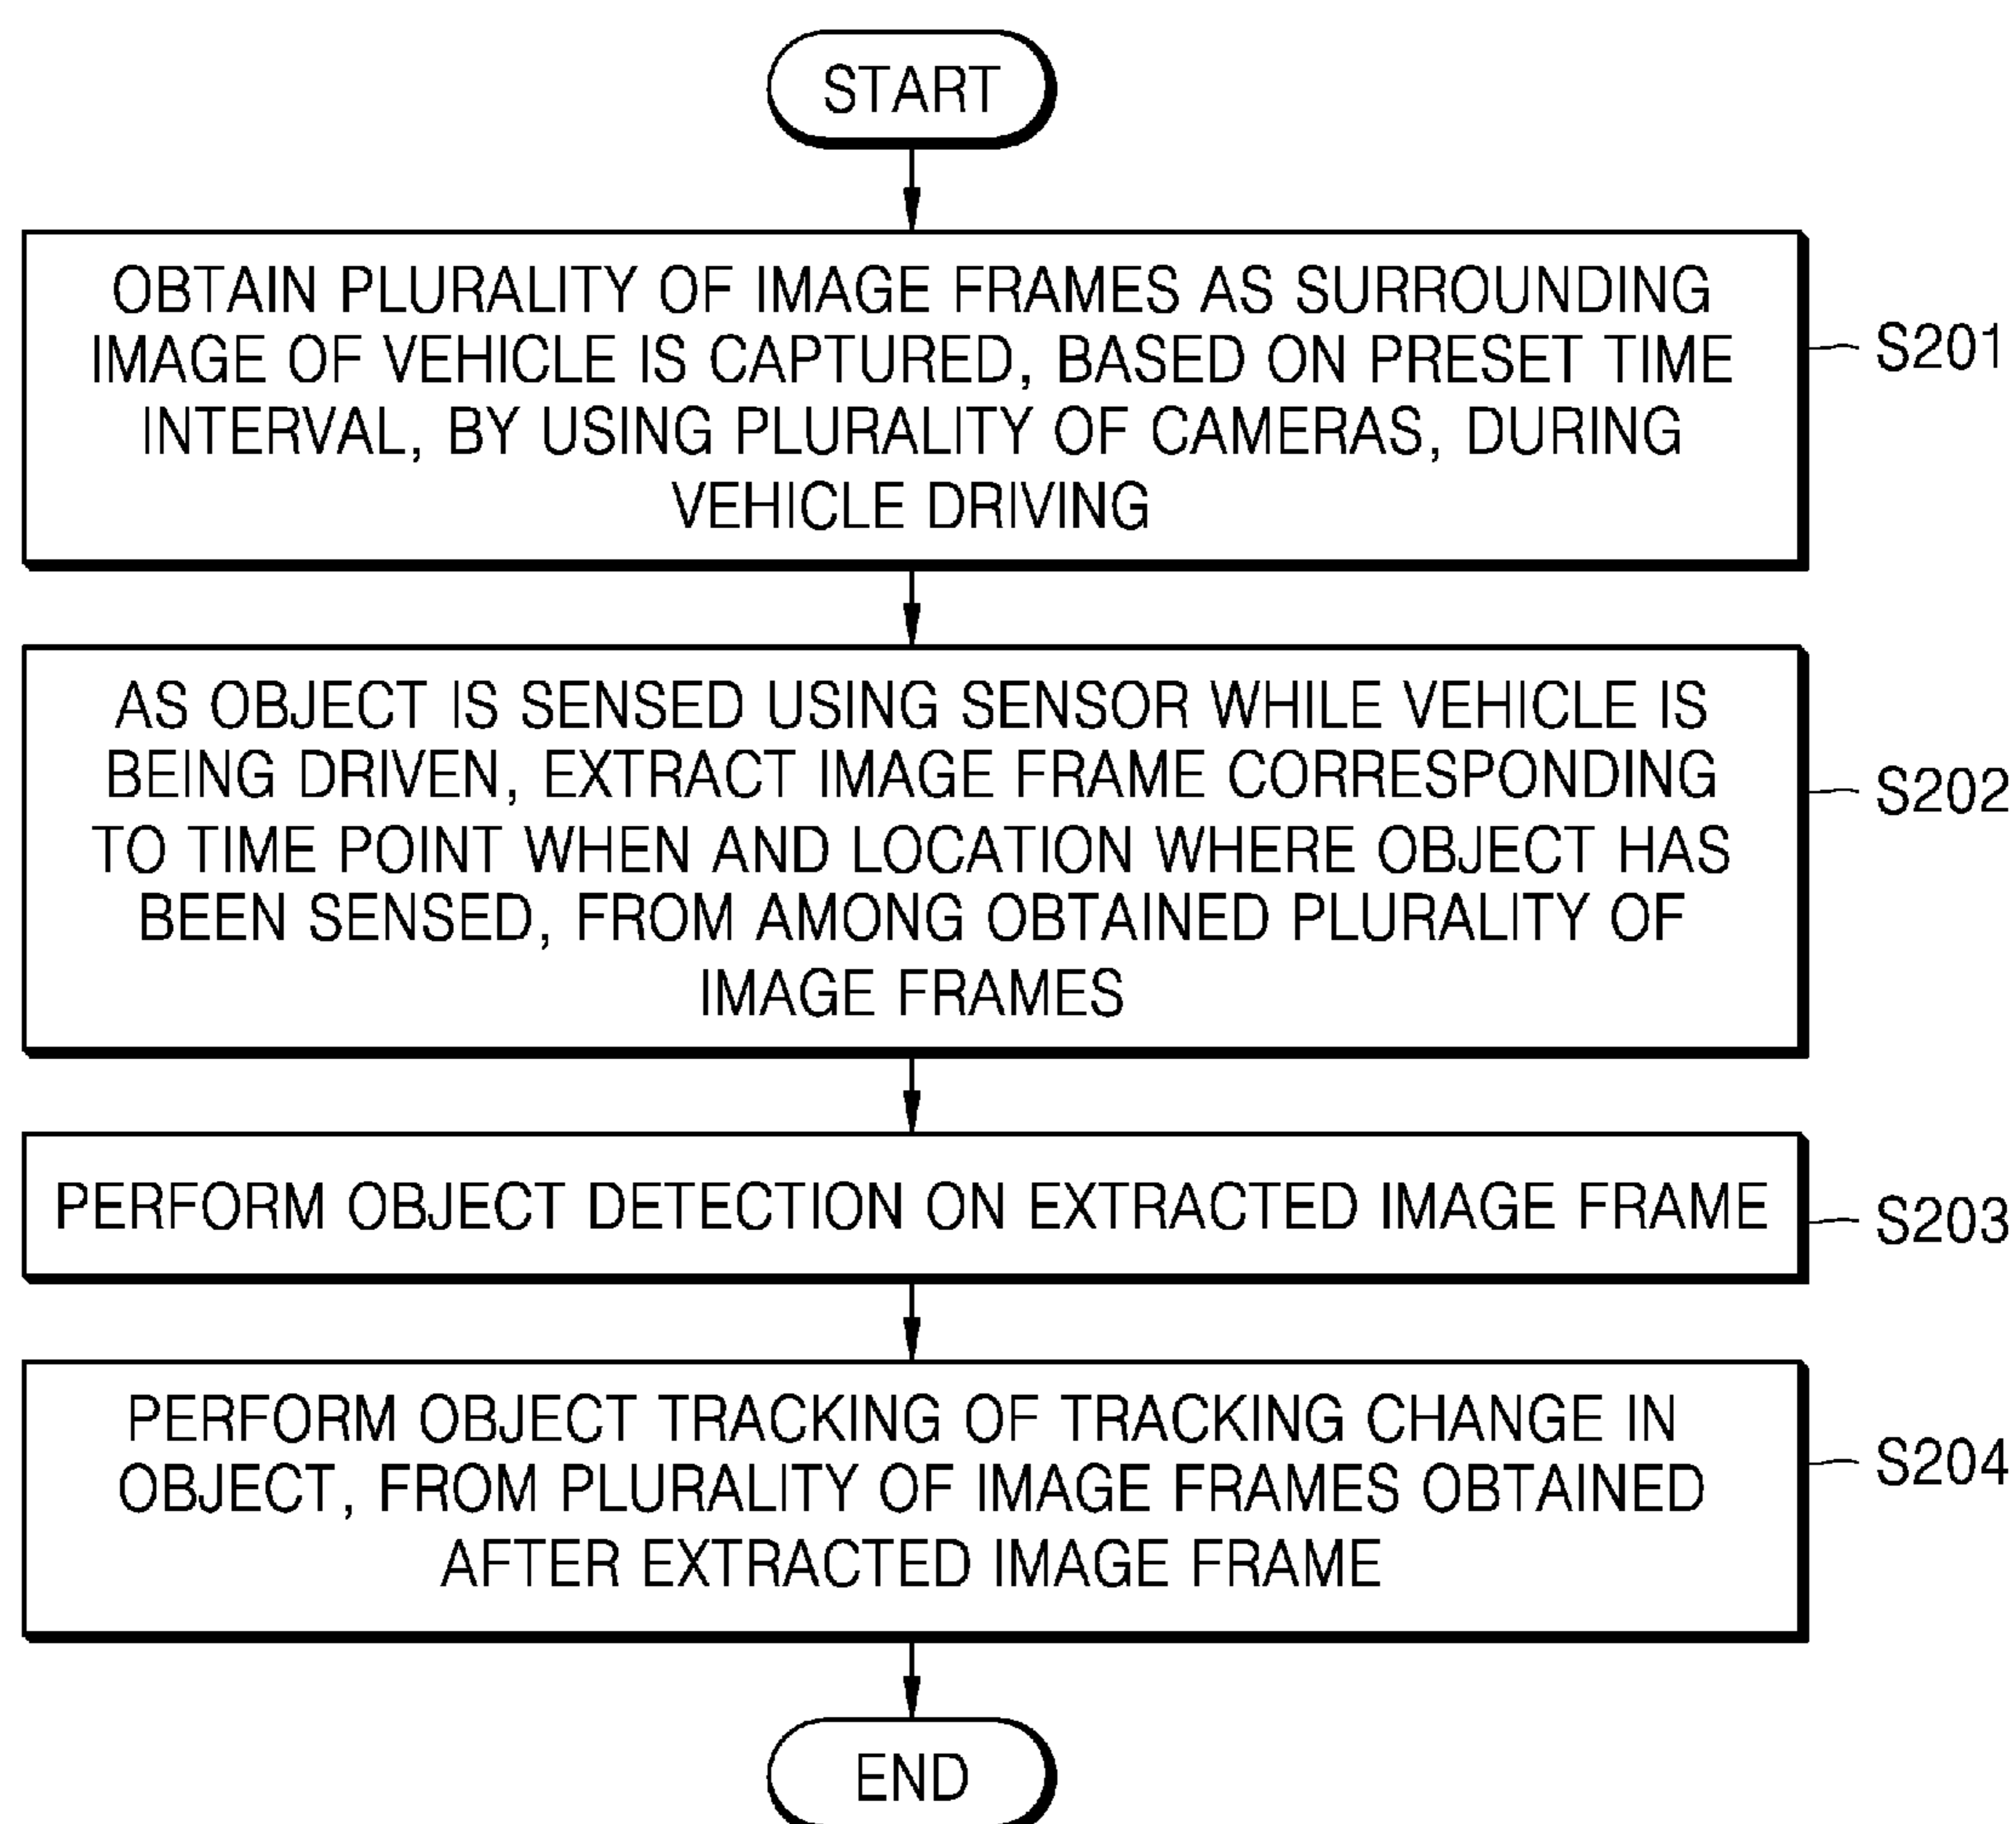 START
OBTAIN PLURALITY OF IMAGE FRAMES AS SURROUNDING
IMAGE OF VEHICLE IS CAPTURED, BASED ON PRESET TIME
INTERVAL, BY USING PLURALITY OF CAMERAS, DURING
VEHICLE DRIVING
S201
AS OBJECT IS SENSED USING SENSOR WHILE VEHICLE IS
BEING DRIVEN, EXTRACT IMAGE FRAME CORRESPONDING
TO TIME POINT WHEN AND LOCATION WHERE OBJECT HAS
BEEN SENSED, FROM AMONG OBTAINED PLURALITY OF
IMAGE FRAMES
S202
PERFORM OBJECT DETECTION ON EXTRACTED IMAGE FRAME
S203
PERFORM OBJECT TRACKING OF TRACKING CHANGE IN
OBJECT, FROM PLURALITY OF IMAGE FRAMES OBTAINED
AFTER EXTRACTED IMAGE FRAME
S204
END